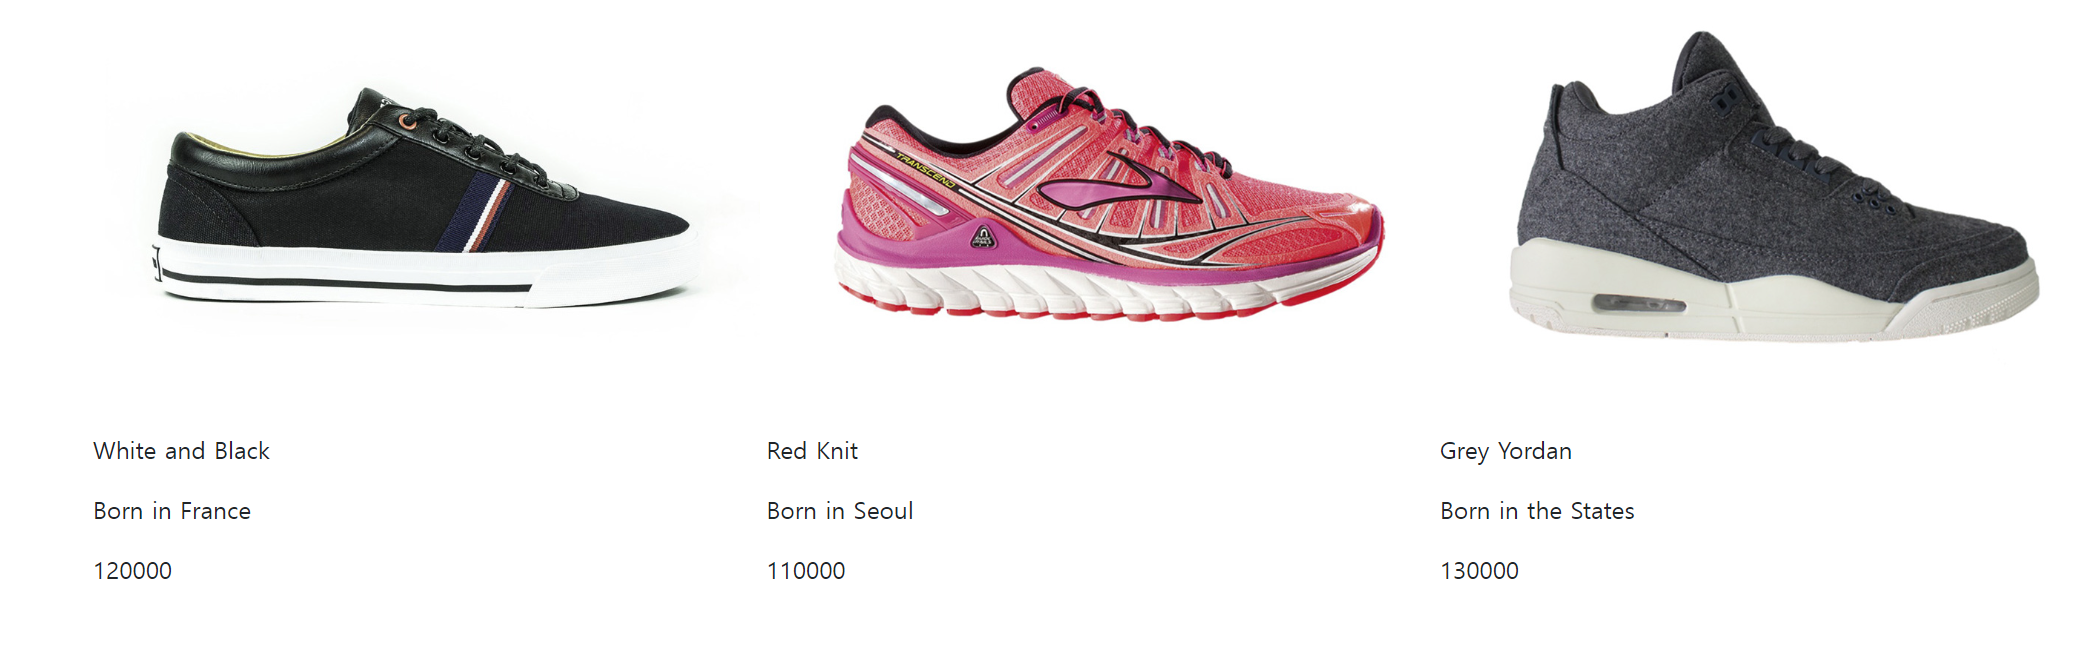 TRANSCEND
White and Black
Born in France
120000
Red Knit
Born in Seoul
110000
Grey Yordan
Born in the States
130000